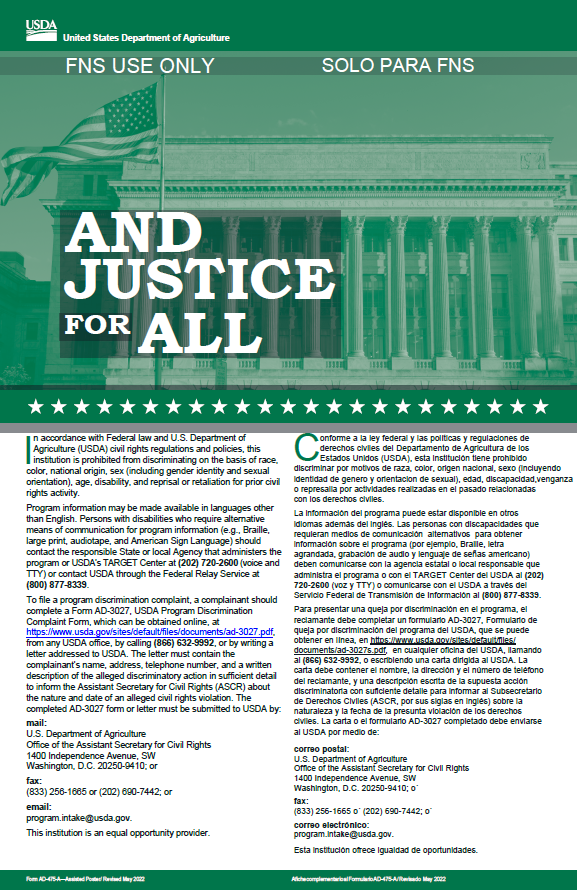 USDA
United States Department of Agriculture
FNS USE ONLY
SOLO PARA FNS
AND
JUSTICE
FOR ALL
In accordance with Federal law and U.S. Department of
Agriculture (USDA) civil rights regulations and policies, this
institution is prohibited from discriminating on the basis of race,
color, national origin, sex (including gender identity and sexual
orientation), age, disability, and reprisal or retaliation for prior civil
rights activity.
Program information may be made available in languages other
than English. Persons with disabilities who require alternative
means of communication for program information (e.g., Braille,
large print, audiotape, and American Sign Language) should
contact the responsible State or local Agency that administers the
program or USDA's TARGET Center at (202) 720-2600 (voice and
TTY) or contact USDA through the Federal Relay Service at
(800) 877-8339.
To file a program discrimination complaint, a complainant should
complete a Form AD-3027, USDA Program Discrimination
Complaint Form, which can be obtained online, at
https://www.usda.gov/sites/default/files/documents/ad-3027.pdf,
from any USDA office, by calling (866) 632-9992, or by writing a
letter addressed to USDA. The letter must contain the
complainant's name, address, telephone number, and a written
description of the alleged discriminatory action in sufficient detail
to inform the Assistant Secretary for Civil Rights (ASCR) about
the nature and date of an alleged civil rights violation. The
completed AD-3027 form or letter must be submitted to USDA by:
mail:
U.S. Department of Agriculture
Office of the Assistant Secretary for Civil Rights
1400 Independence Avenue, SW
Washington, D.C. 20250-9410; or
fax:
(833) 256-1665 or (202) 690-7442; or
email:
program.intake@usda.gov.
This institution is an equal opportunity provider.
Conforme a la ley federal y las políticas y regulaciones de
derechos civiles del Departamento de Agricultura de los
Estados Unidos (USDA), esta institución tiene prohibido
discriminar por motivos de raza, color, origen nacional, sexo (incluyendo
identidad de género y orientación de sexual), edad, discapacidad,venganza
o represalia por actividades realizadas en el pasado relacionadas
con los derechos civiles.
La información del programa puede estar disponible en otros
idiomas además del inglés. Las personas con discapacidades que
requieran medios de comunicación alternativos para obtener
información sobre el programa (por ejemplo, Braille, letra
agrandada, grabación de audio y lenguaje de señas americano)
deben comunicarse con la agencia estatal o local responsable que
administra el programa o con el TARGET Center del USDA al (202)
720-2600 (voz y TTY) o comunicarse con el USDA a través del
Servicio Federal de Transmisión de Información al (800) 877-8339.
Para presentar una queja por discriminación en el programa, el
reclamante debe completar un formulario AD-3027, Formulario de
queja por discriminación del programa del USDA, que se puede
obtener en línea, en https://www.usda.gov/sites/default/files/
documents/ad-3027s.pdf, en cualquier oficina del USDA, llamando
al (866) 632-9992, o escribiendo una carta dirigida al USDA. La
carta debe contener el nombre, la dirección y el número de teléfono
del reclamante, y una descripción escrita de la supuesta acción
discriminatoria con suficiente detalle para informar al Subsecretario
de Derechos Civiles (ASCR, por sus siglas en inglés) sobre la
naturaleza y la fecha de la presunta violación de los derechos
civiles. La carta o el formulario AD-3027 completado debe enviarse
al USDA por medio de:
correo postal:
U.S. Department of Agriculture
Office of the Assistant Secretary for Civil Rights
1400 Independence Avenue, SW
Washington, D.C. 20250-9410; o`
fax:
(833) 256-1665 o` (202) 690-7442; o`
correo electrónico:
program.intake@usda.gov.
Esta institución ofrece igualdad de oportunidades.
Form AD-475-A—Assisted Poster/ Revised May 2022
Afiche complementario al Formulario AD-475-A/ Revisado May 2022